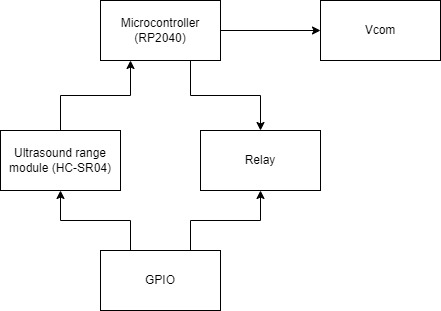 Microcontroller
(RP2040)
Vcom
Ultrasound range
module (HC-SR04)
Relay
GPIO